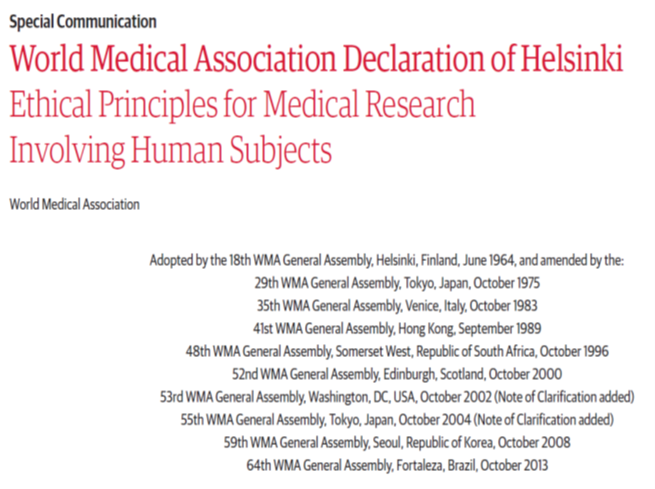 Special Communication
World Medical Association Declaration of Helsinki
Ethical Principles for Medical Research
Involving Human Subjects
World Medical Association
Adopted by the 18th WMA General Assembly, Helsinki, Finland, June 1964, and amended by the:
29th WMA General Assembly, Tokyo, Japan, October 1975
35th WMA General Assembly, Venice, Italy, October 1983
41st WMA General Assembly, Hong Kong, September 1989
48th WMA General Assembly, Somerset West, Republic of South Africa, October 1996
52nd WMA General Assembly, Edinburgh, Scotland, October 2000
53rd WMA General Assembly, Washington, DC, USA, October 2002 (Note of Clarification added)
55th WMA General Assembly, Tokyo, Japan, October 2004 (Note of Clarification added)
59th WMA General Assembly, Seoul, Republic of Korea, October 2008
64th WMA General Assembly, Fortaleza, Brazil, October 2013